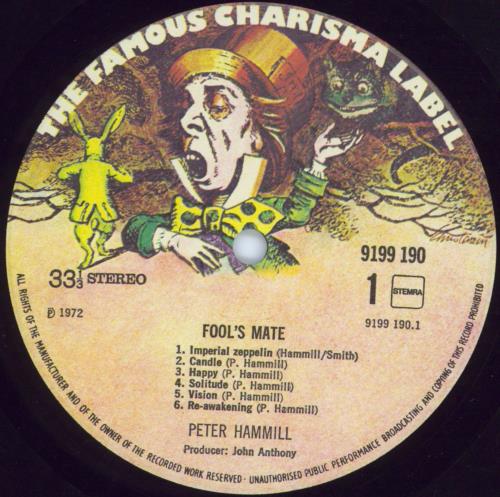 THE FAMOUS CHARISMA LABEL
9199 190
33⅓ STEREO
1
STEMRA
℗ 1972
9199 190.1
FOOL'S MATE
1. Imperial zeppelin (Hammill/Smith)
2. Candle (P. Hammill)
3. Happy (P. Hammill)
4. Solitude (P. Hammill)
5. Vision (P. Hammill)
6. Re-awakening (P. Hammill)
PETER HAMMILL
Producer: John Anthony
ALL RIGHTS OF THE MANUFACTURER AND OF THE OWNER OF THE RECORDED WORK RESERVED · UNAUTHORISED PUBLIC PERFORMANCE BROADCASTING AND COPYING OF THIS RECORD PROHIBITED